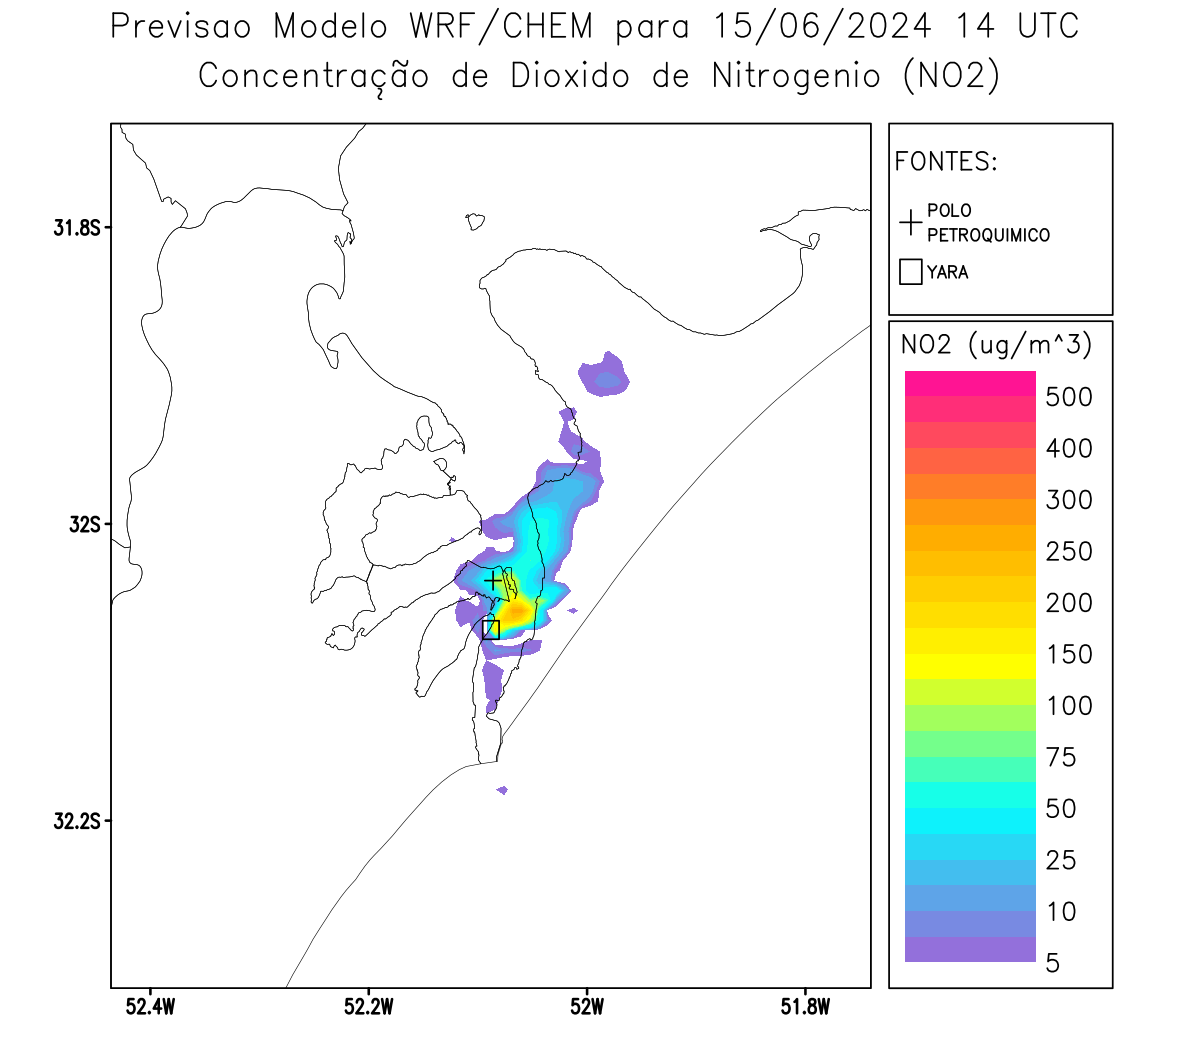 Previsao Modelo WRF/CHEM para 15/06/2024 14 UTC
Concentração de Dioxido de Nitrogenio (NO2)
FONTES:
POLO
PETROQUIMICO
YARA
NO2 (ug/m^3)
500
400
300
250
200
150
100
75
50
25
10
5
31.8S
32S
32.2S
52.4W
52.2W
52W
51.8W